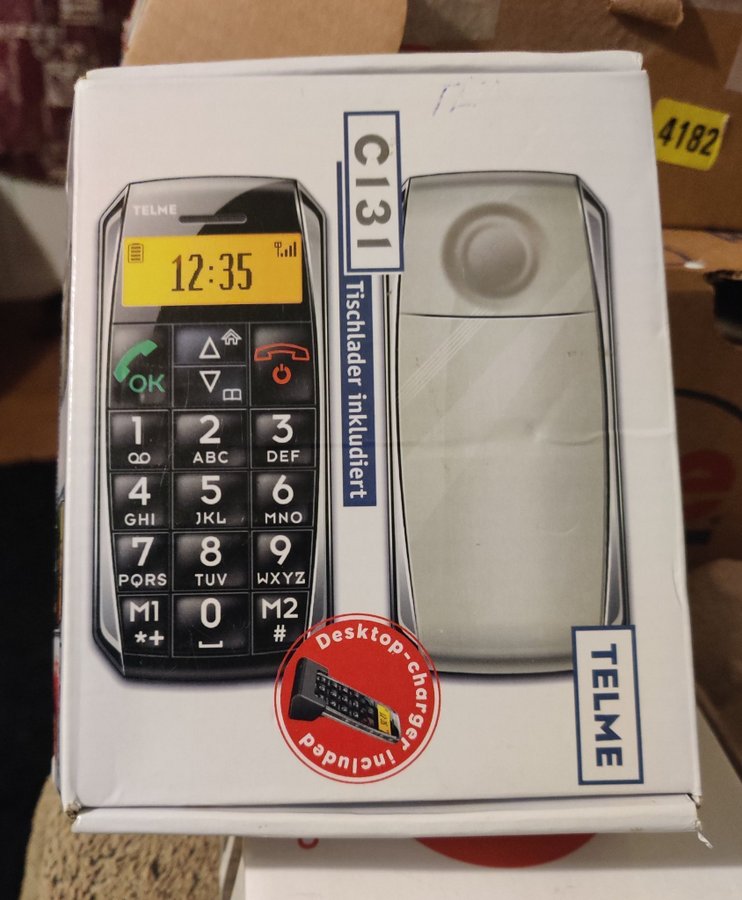 C131
Tischlader inkludiert
4182
TELME
12:35
OK
1
2
ABC
3
DEF
4
GHI
5
JKL
6
MNO
7
PQRS
8
TUV
9
WXYZ
M1
*+
0
M2
#
Desktop-charger
included
TELME